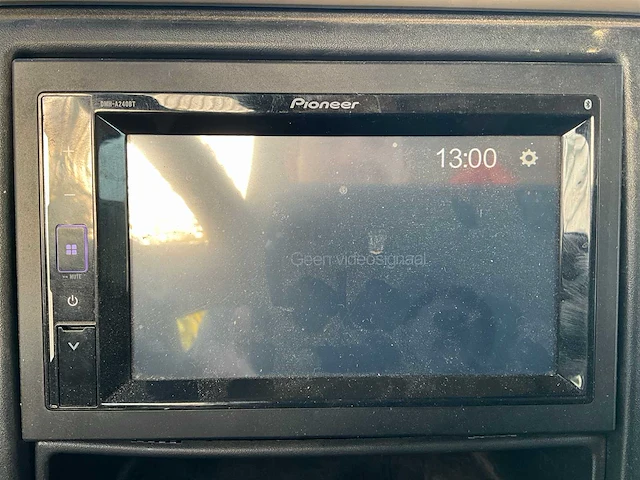 DMH-A240BT
Pioneer
13:00
Geen videosignaal.
MUTE